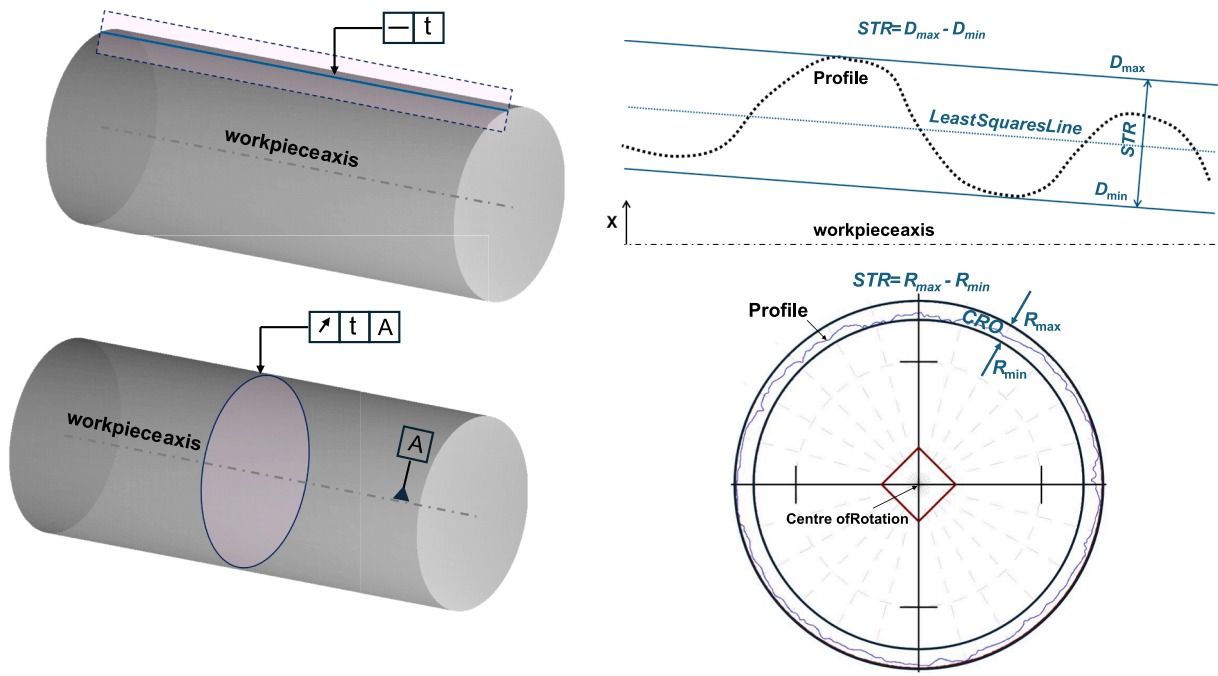 — t
workpieceaxis
STR=Dmax - Dmin
Dmax
Profile
LeastSquaresLine
STR
Dmin
X
workpieceaxis
↗ t A
workpieceaxis
A
STR=Rmax - Rmin
Profile
CRO
Rmax
Rmin
Centre ofRotation